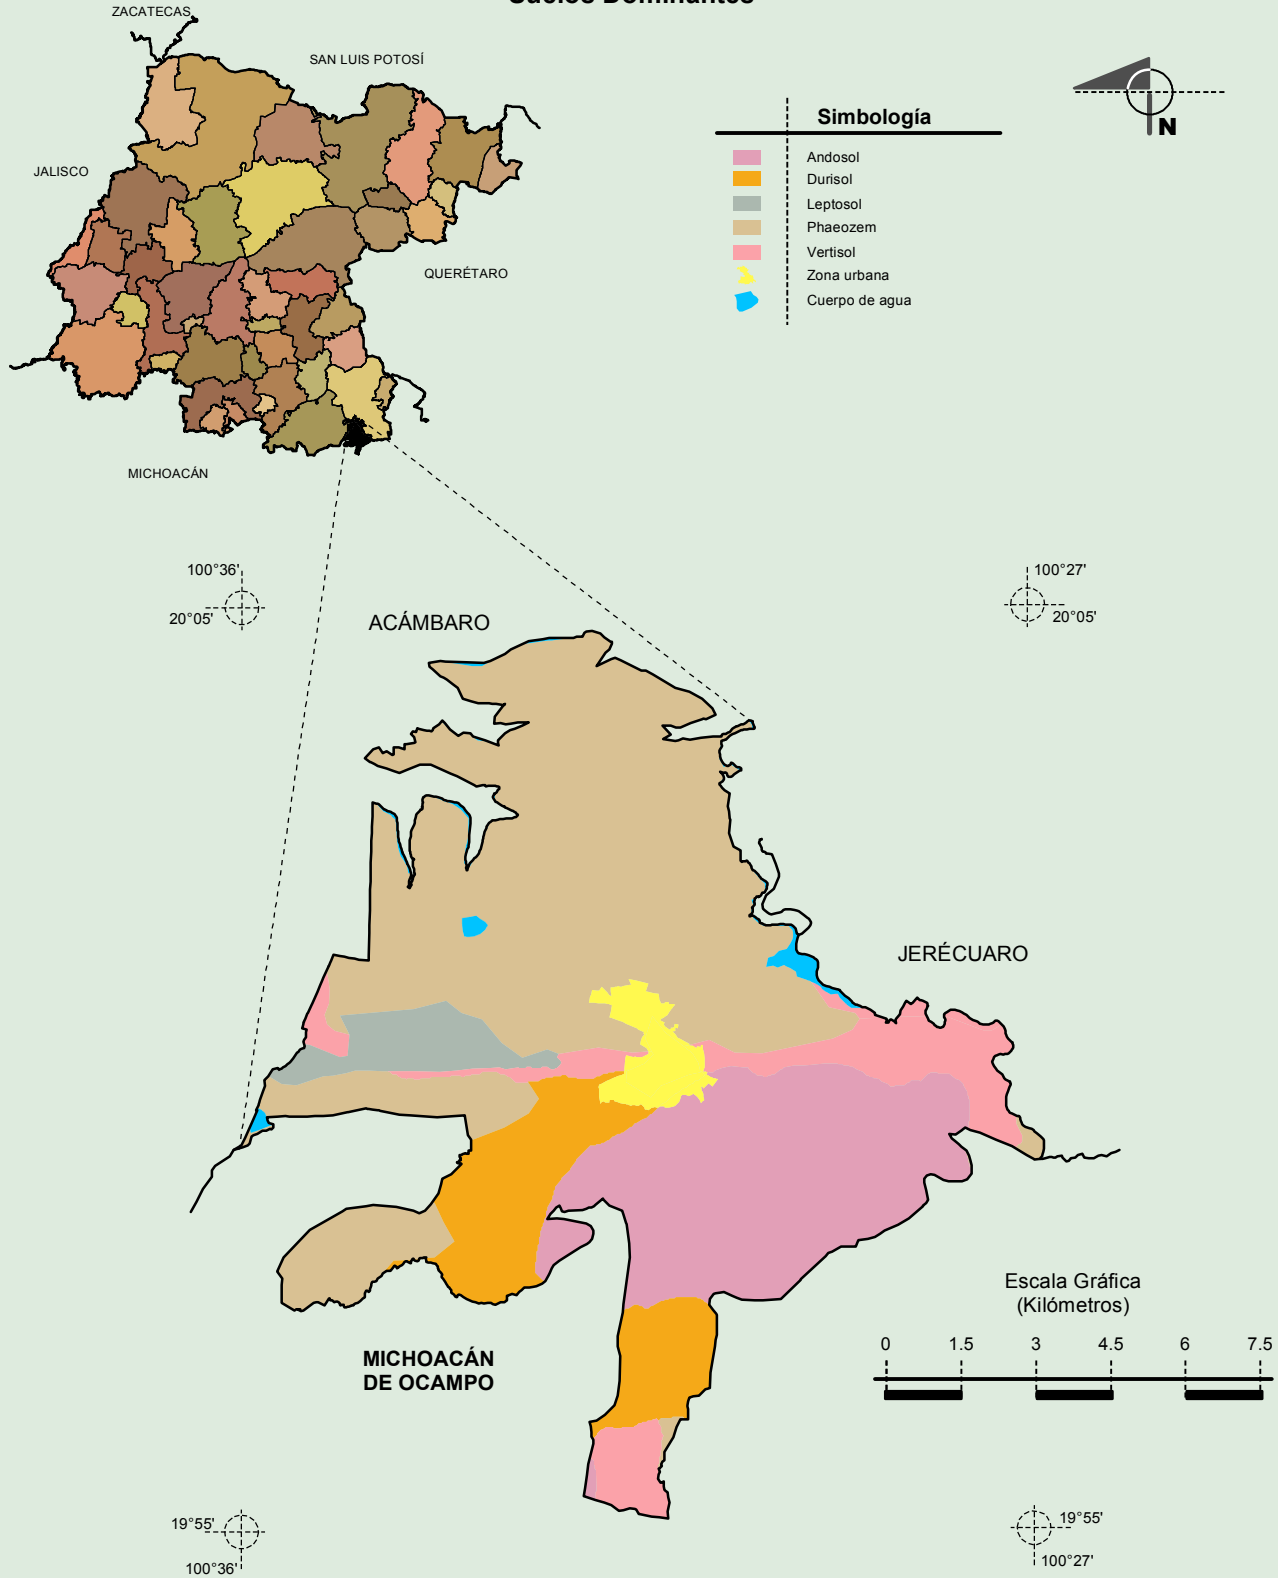 Suelos Dominantes
ZACATECAS
SAN LUIS POTOSÍ
JALISCO
QUERÉTARO
MICHOACÁN
Simbología
Andosol
Durisol
Leptosol
Phaeozem
Vertisol
Zona urbana
Cuerpo de agua
N
100°36'
20°05'
100°27'
20°05'
ACÁMBARO
JERÉCUARO
MICHOACÁN
DE OCAMPO
Escala Gráfica
(Kilómetros)
0 1.5 3 4.5 6 7.5
19°55'
100°36'
19°55'
100°27'